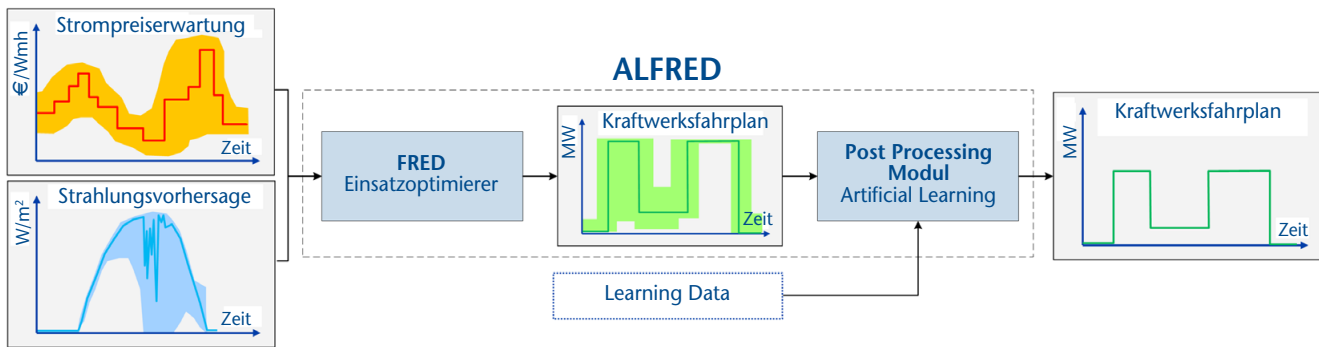 Strompreiserwartung
€/Wmh
Zeit
Strahlungsvorhersage
W/m²
Zeit
ALFRED
FRED
Einsatzoptimierer
Kraftwerksfahrplan
MW
Zeit
Post Processing
Modul
Artificial Learning
Learning Data
Kraftwerksfahrplan
MW
Zeit